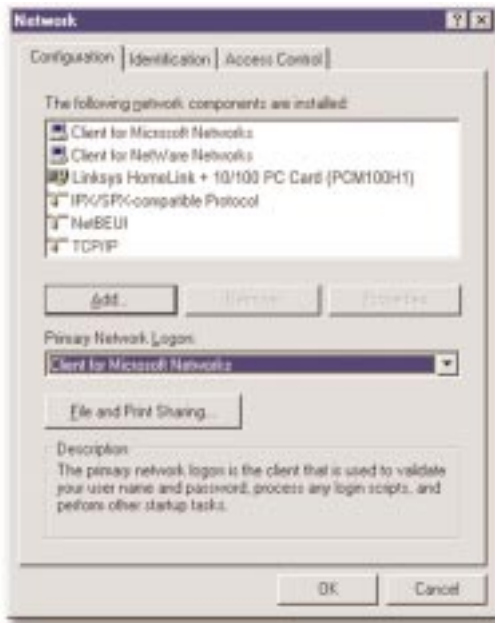 Network
Configuration Identification Access Control
The following network components are installed:
Client for Microsoft Networks
Client for NetWare Networks
Linksys HomeLink + 10/100 PC Card (PCM100H1)
IPX/SPX-compatible Protocol
NetBEUI
TCP/IP
Add... Remove Properties
Primary Network Logon:
Client for Microsoft Networks
File and Print Sharing...
Description
The primary network logon is the client that is used to validate
your user name and password, process any login scripts, and
perform other startup tasks.
OK Cancel